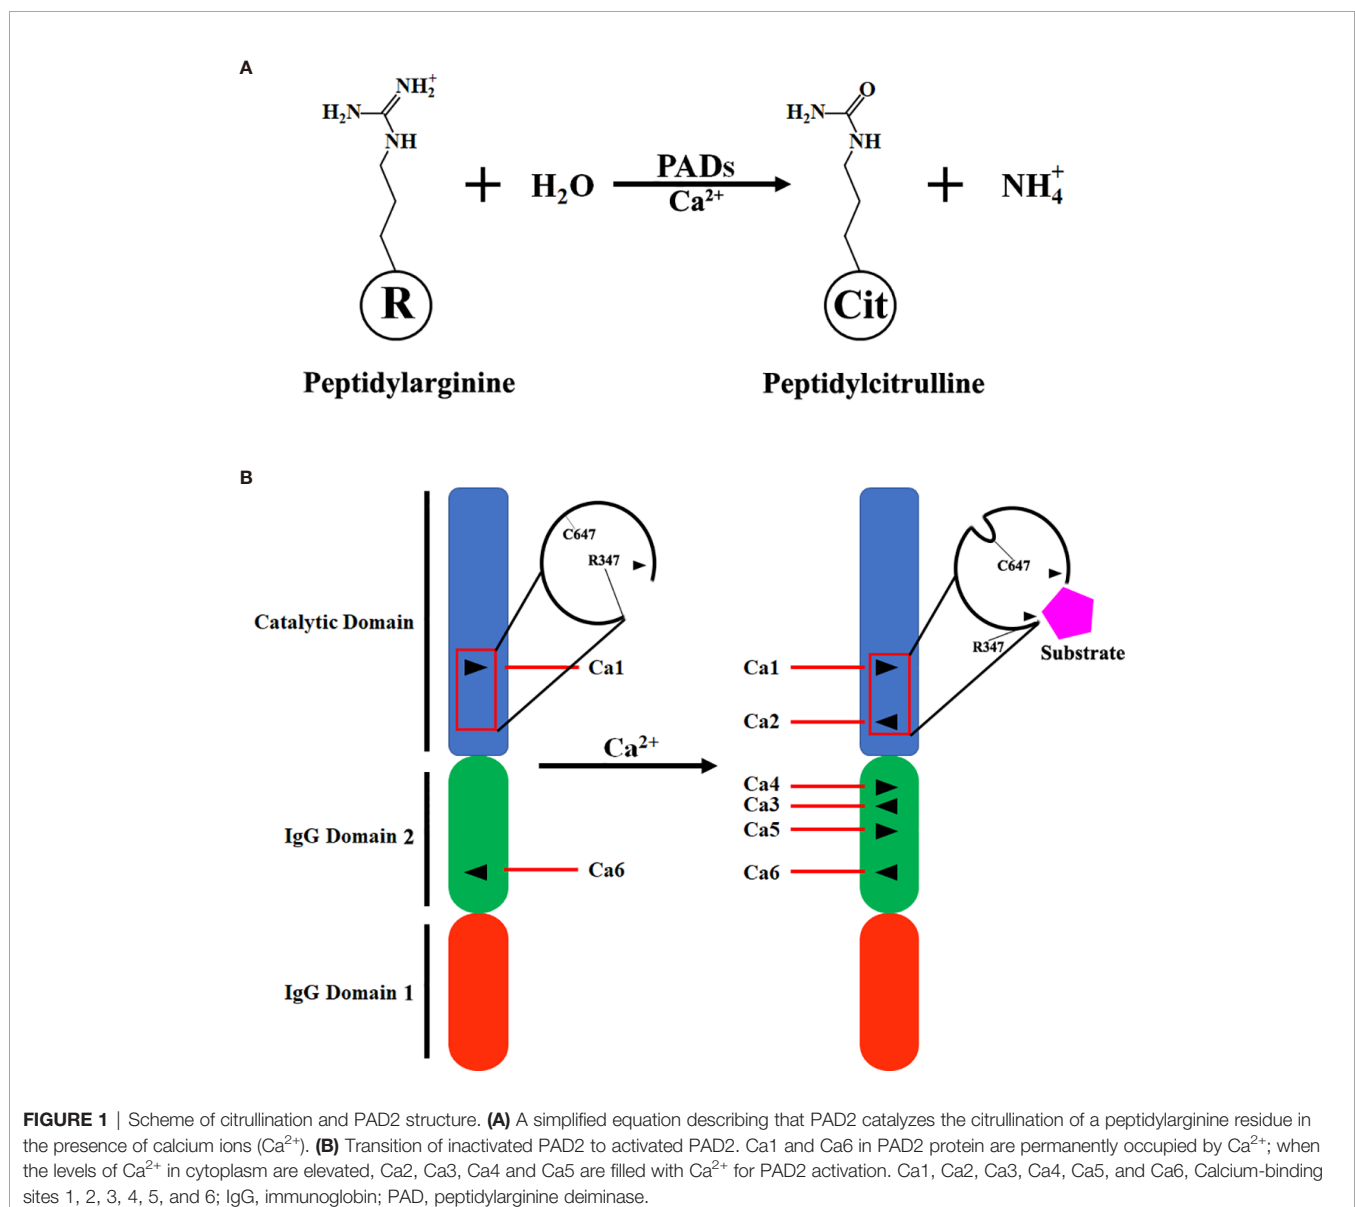 A
NH₂⁺
H₂N
NH
R
Peptidylarginine
+
H₂O
PADs
Ca²⁺
O
H₂N
NH
Cit
Peptidylcitrulline
+
NH₄⁺
B
Catalytic Domain
IgG Domain 2
IgG Domain 1
C647
R347
Ca1
Ca6
Ca²⁺
Ca1
Ca2
Ca4
Ca3
Ca5
Ca6
C647
R347
Substrate
FIGURE 1 | Scheme of citrullination and PAD2 structure. (A) A simplified equation describing that PAD2 catalyzes the citrullination of a peptidylarginine residue in
the presence of calcium ions (Ca²⁺). (B) Transition of inactivated PAD2 to activated PAD2. Ca1 and Ca6 in PAD2 protein are permanently occupied by Ca²⁺; when
the levels of Ca²⁺ in cytoplasm are elevated, Ca2, Ca3, Ca4 and Ca5 are filled with Ca²⁺ for PAD2 activation. Ca1, Ca2, Ca3, Ca4, Ca5, and Ca6, Calcium-binding
sites 1, 2, 3, 4, 5, and 6; IgG, immunoglobin; PAD, peptidylarginine deiminase.